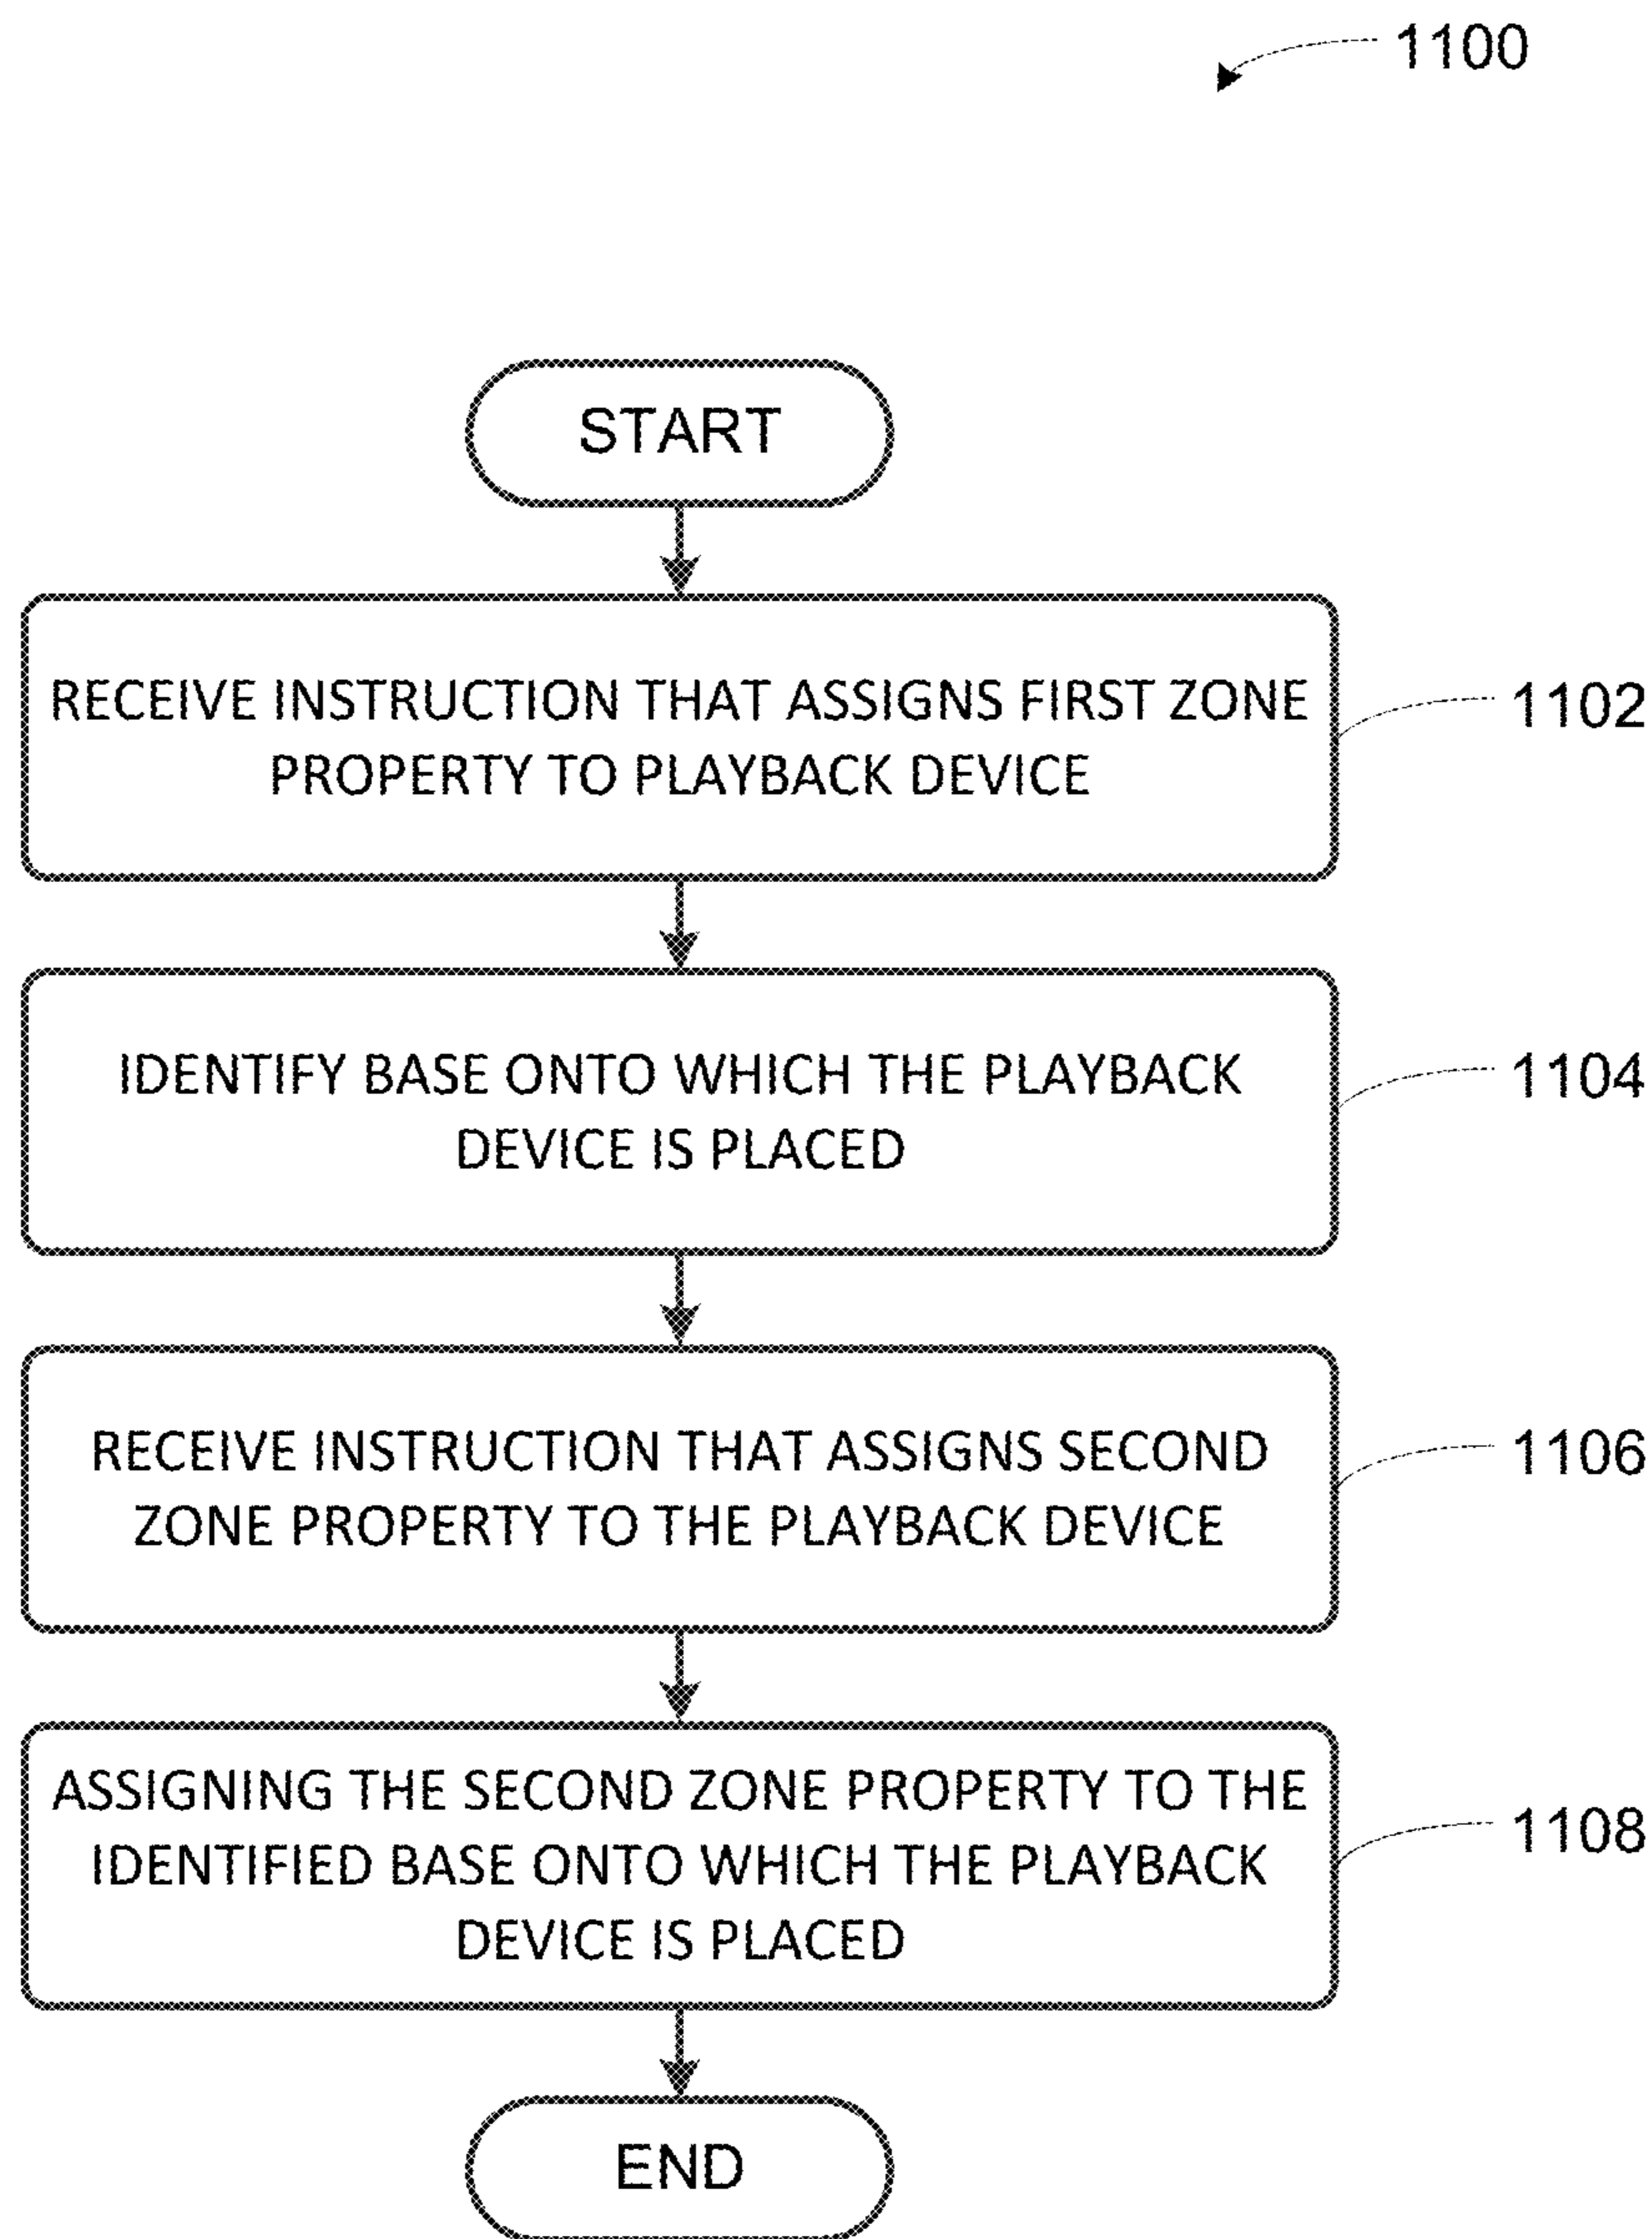 1100
START
RECEIVE INSTRUCTION THAT ASSIGNS FIRST ZONE
PROPERTY TO PLAYBACK DEVICE
1102
IDENTIFY BASE ONTO WHICH THE PLAYBACK
DEVICE IS PLACED
1104
RECEIVE INSTRUCTION THAT ASSIGNS SECOND
ZONE PROPERTY TO THE PLAYBACK DEVICE
1106
ASSIGNING THE SECOND ZONE PROPERTY TO THE
IDENTIFIED BASE ONTO WHICH THE PLAYBACK
DEVICE IS PLACED
1108
END